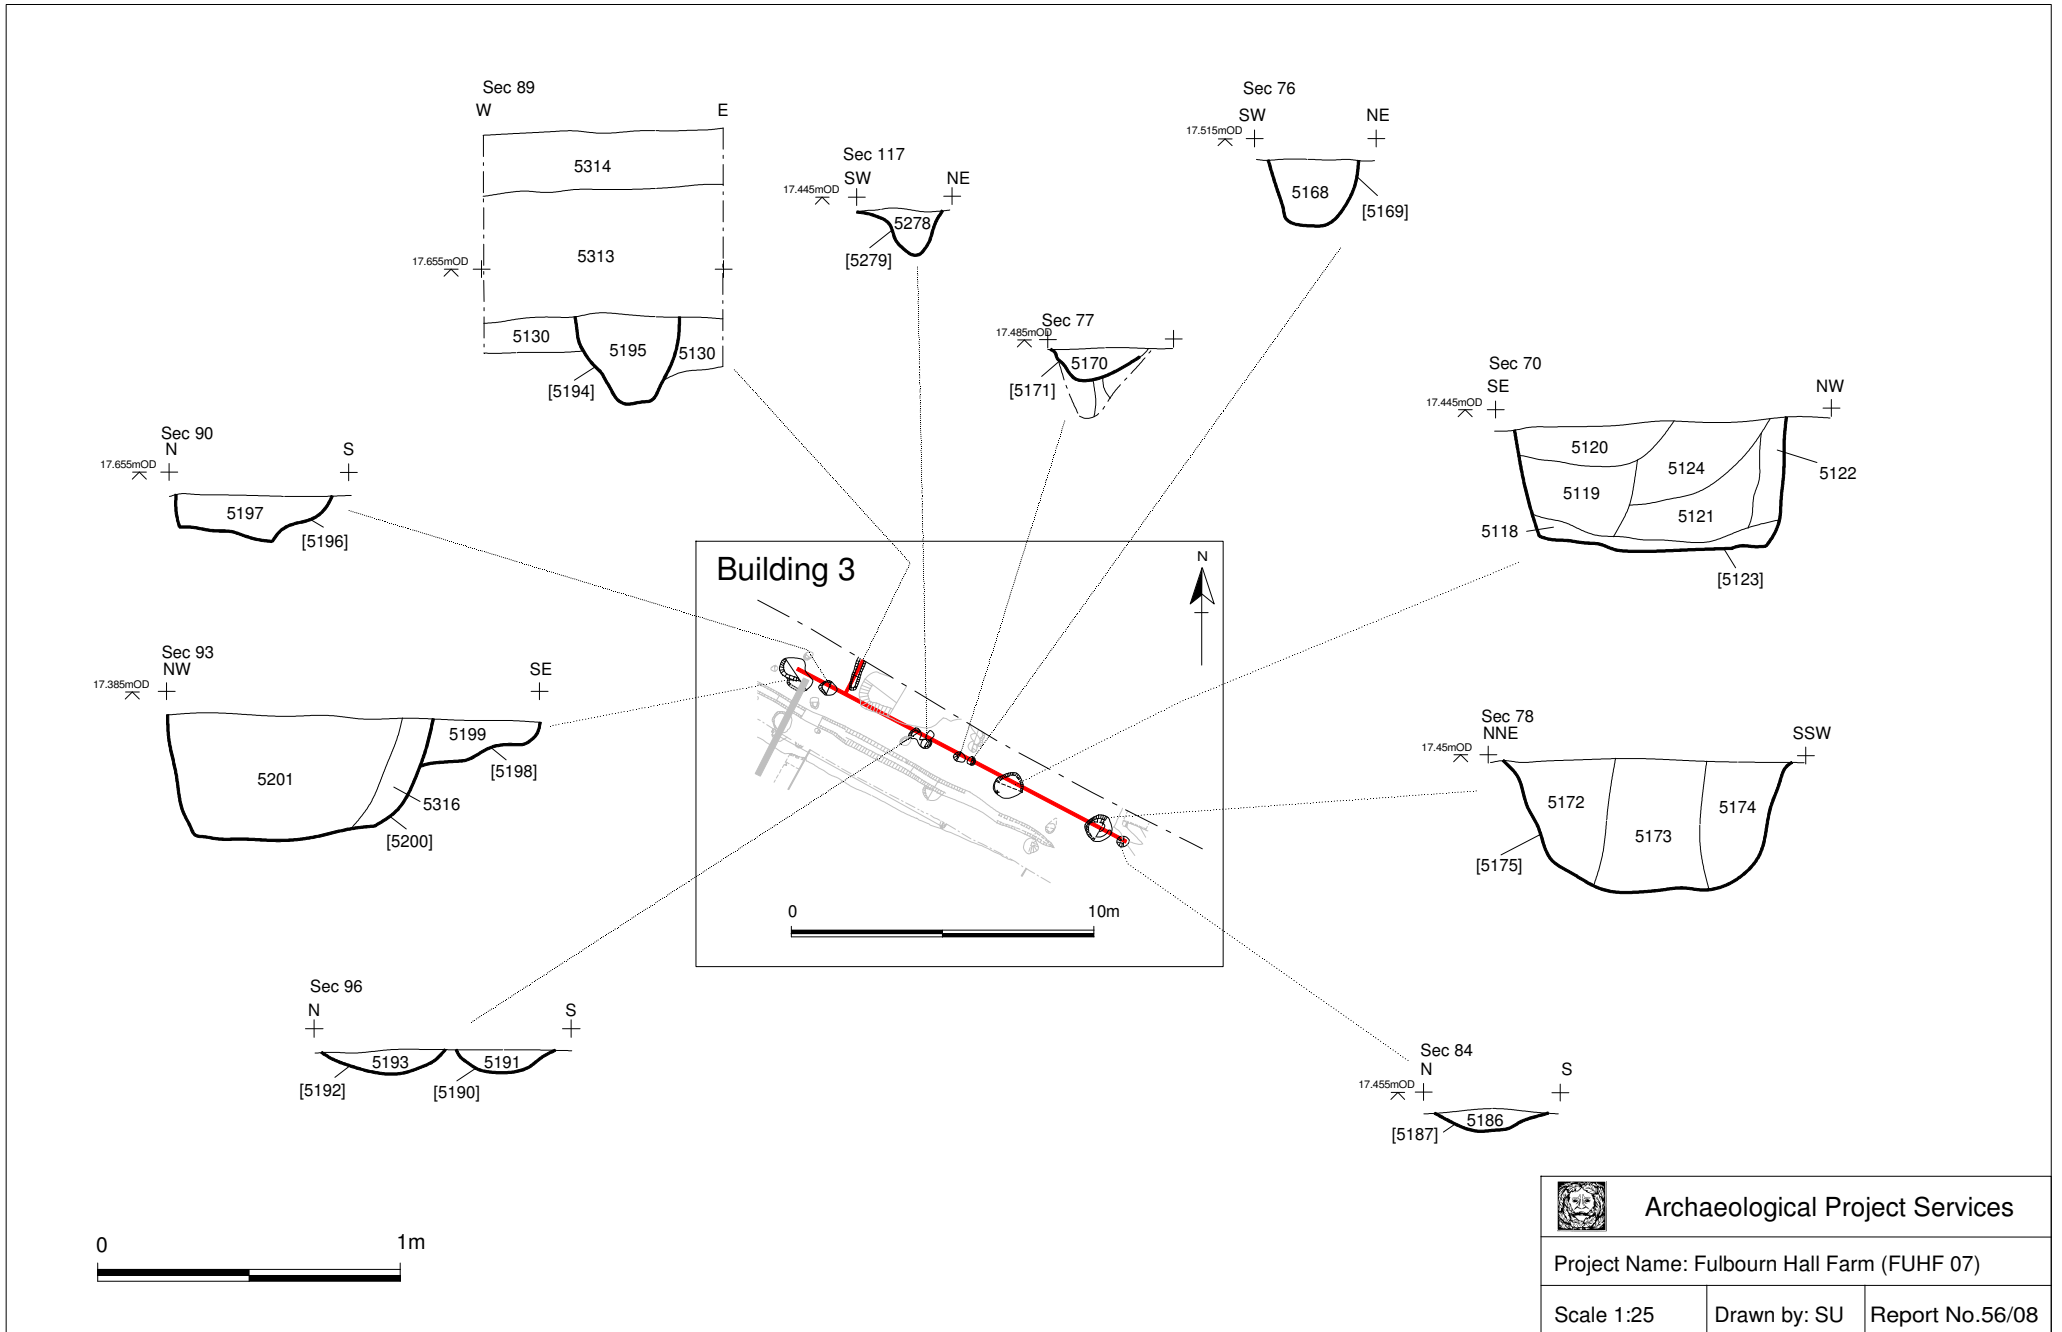 Sec 89
W E
5314
5313
17.655mOD
5130
5195
5130
[5194]
Sec 117
SW NE
17.445mOD
5278
[5279]
Sec 76
SW NE
17.515mOD
5168
[5169]
Sec 77
17.485mOD
5170
[5171]
Sec 70
SE NW
17.445mOD
5120
5124
5122
5119
5121
5118
[5123]
Sec 90
N S
17.655mOD
5197
[5196]
Building 3
N
0 10m
Sec 93
NW SE
17.385mOD
5199
[5198]
5201
5316
[5200]
Sec 78
NNE SSW
17.45mOD
5172
5174
5173
[5175]
Sec 96
N S
5193
5191
[5192]
[5190]
Sec 84
N S
17.455mOD
5186
[5187]
0 1m
Archaeological Project Services
Project Name: Fulbourn Hall Farm (FUHF 07)
Scale 1:25 Drawn by: SU Report No.56/08